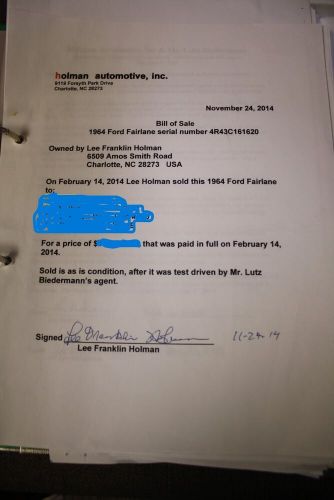 holman automotive, inc.
9119 Forsyth Park Drive
Charlotte, NC 28273
November 24, 2014
Bill of Sale
1964 Ford Fairlane serial number 4R43C161620
Owned by Lee Franklin Holman
6509 Amos Smith Road
Charlotte, NC 28273 USA
On February 14, 2014 Lee Holman sold this 1964 Ford Fairlane
to:
For a price of $ that was paid in full on February 14,
2014.
Sold is as is condition, after it was test driven by Mr. Lutz
Biedermann's agent.
Signed Lee Franklin Holman 11-24-14
Lee Franklin Holman